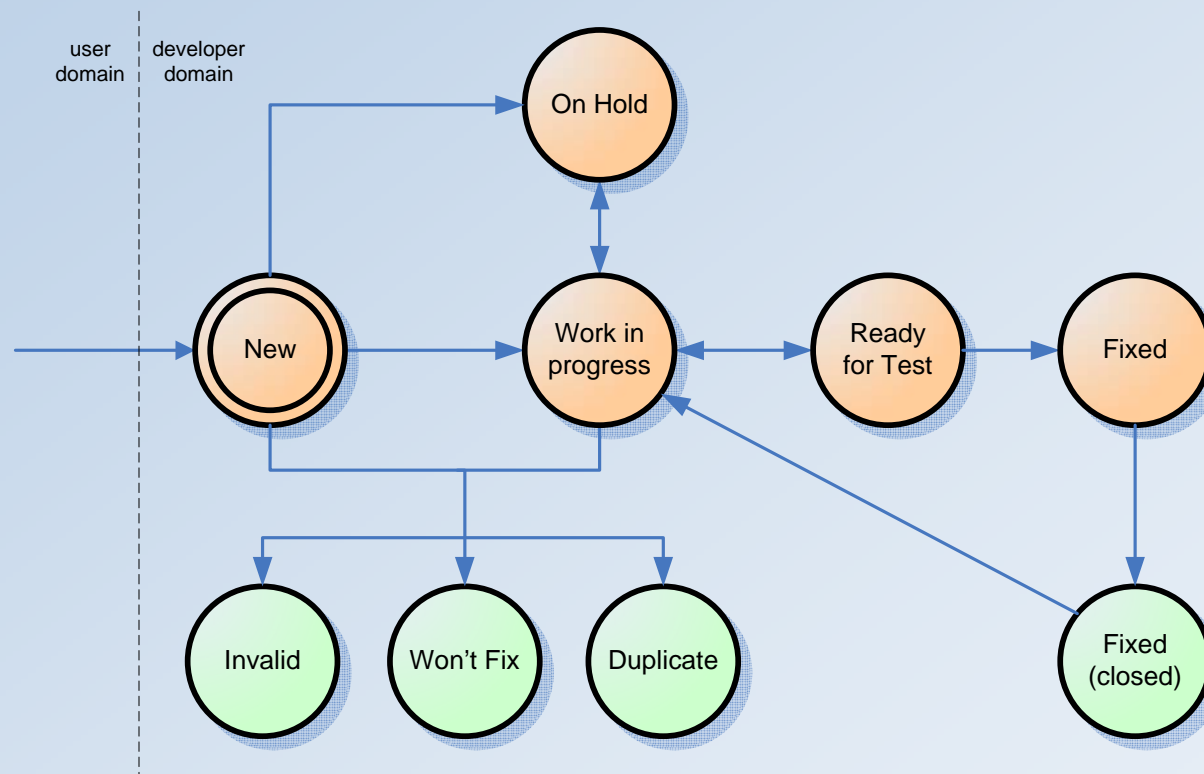 user
domain
developer
domain
On Hold
New
Work in
progress
Ready
for Test
Fixed
Invalid
Won’t Fix
Duplicate
Fixed
(closed)